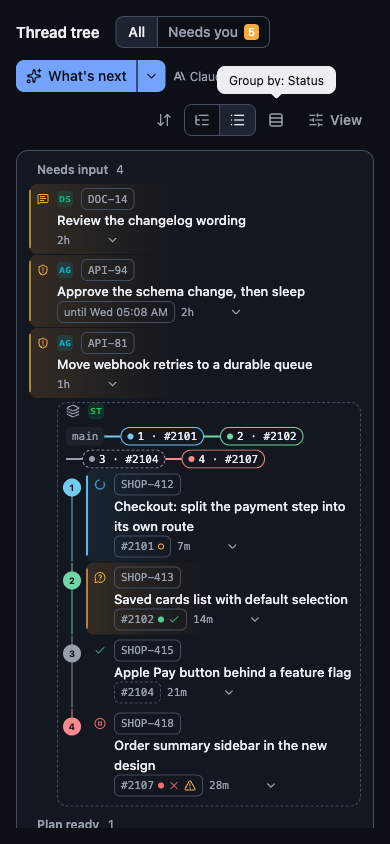 Thread tree
All
Needs you 5
What's next
Group by: Status
View
Needs input 4
DS DOC-14
Review the changelog wording
2h
AG API-94
Approve the schema change, then sleep
until Wed 05:08 AM 2h
AG API-81
Move webhook retries to a durable queue
1h
ST
main 1 · #2101 2 · #2102
3 · #2104 4 · #2107
1 SHOP-412
Checkout: split the payment step into
its own route
#2101 7m
2 SHOP-413
Saved cards list with default selection
#2102 14m
3 SHOP-415
Apple Pay button behind a feature flag
#2104 21m
4 SHOP-418
Order summary sidebar in the new
design
#2107 28m
Plan ready 1